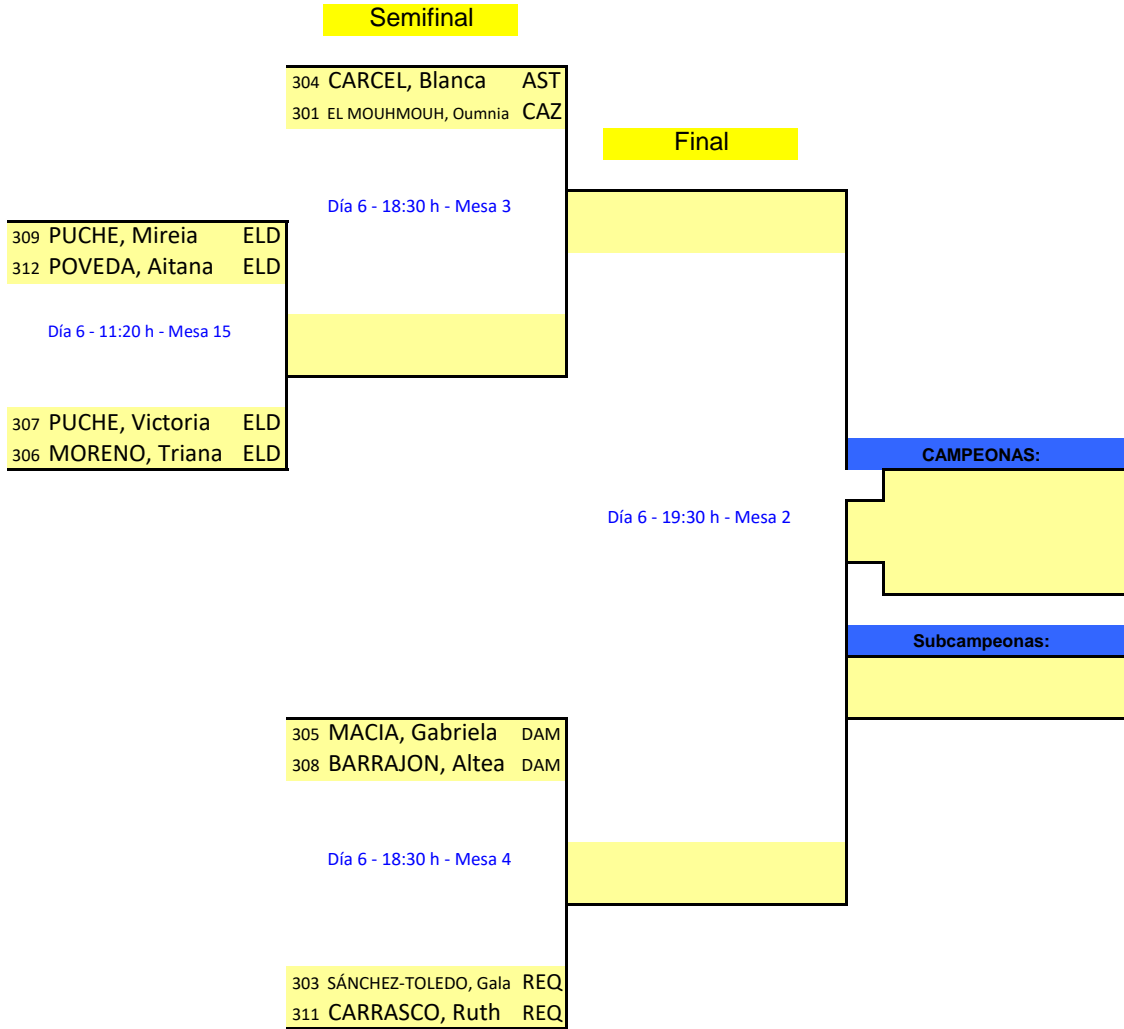 Semifinal
304 CARCEL, Blanca AST
301 EL MOUHMOUH, Oumnia CAZ
Final
Día 6 - 18:30 h - Mesa 3
309 PUCHE, Mireia ELD
312 POVEDA, Aitana ELD
Día 6 - 11:20 h - Mesa 15
307 PUCHE, Victoria ELD
306 MORENO, Triana ELD
CAMPEONAS:
Día 6 - 19:30 h - Mesa 2
Subcampeonas:
305 MACIA, Gabriela DAM
308 BARRAJON, Altea DAM
Día 6 - 18:30 h - Mesa 4
303 SÁNCHEZ-TOLEDO, Gala REQ
311 CARRASCO, Ruth REQ